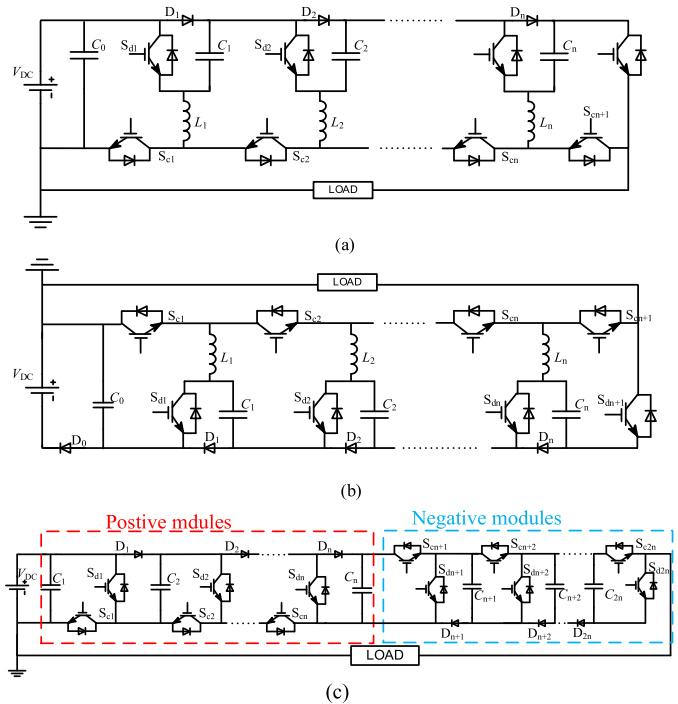 D1 D2 Dn
C0 Sd1 C1 Sd2 C2 Cn
VDC + -
L1 L2 Ln Scn+1
Sc1 Sc2 Scn
LOAD
(a)
LOAD
Sc1 Sc2 Scn Scn+1
L1 L2 Ln
VDC + -
C0 Sd1 C1 Sd2 C2 Sdn Cn Sdn+1
D0 D1 D2 Dn
(b)
Postive mdules Negative modules
D1 D2 Dn Scn+1 Scn+2 Sc2n
VDC + - C1 Sd1 C2 Sd2 Sdn Cn Sdn+1 Cn+1 Sdn+2 Cn+2 C2n Sd2n
Sc1 Sc2 Scn Dn+1 Dn+2 D2n
LOAD
(c)